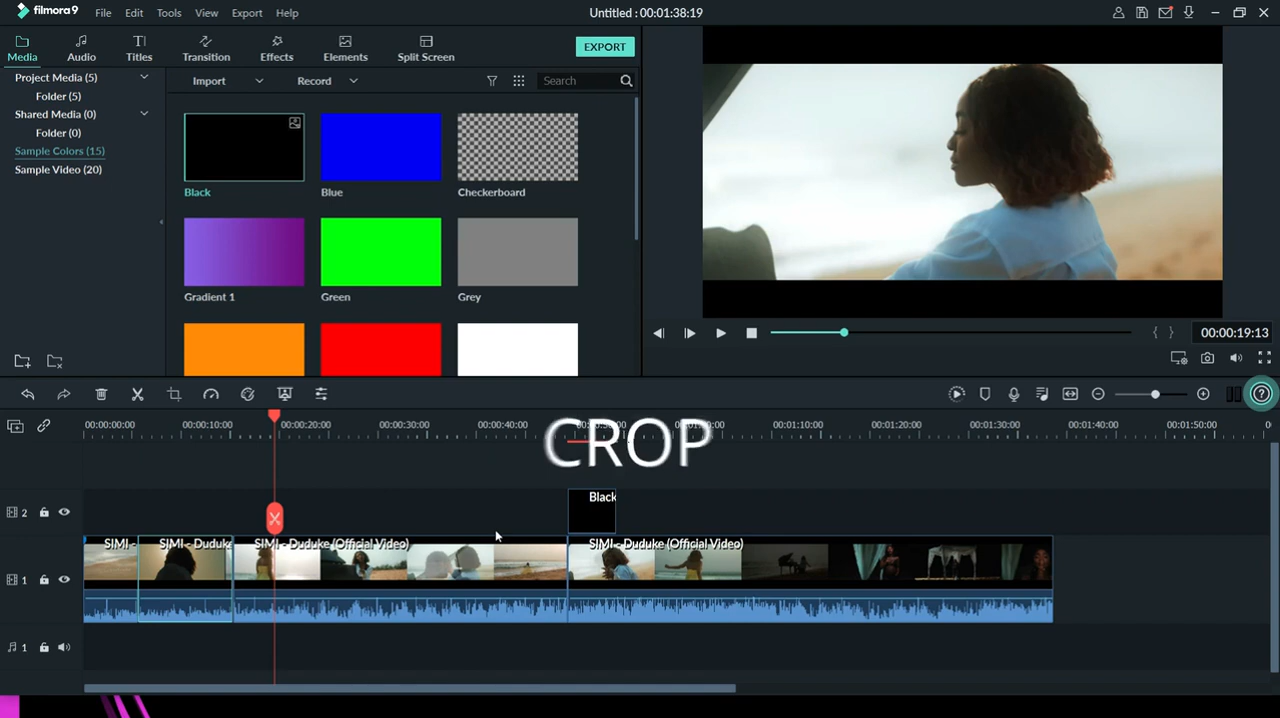 filmora9 File Edit Tools View Export Help Untitled : 00:01:38:19
Media Audio Titles Transition Effects Elements Split Screen EXPORT
Project Media (5)
Folder (5)
Shared Media (0)
Folder (0)
Sample Colors (15)
Sample Video (20)
Import Record Search
Black Blue Checkerboard
Gradient 1 Green Grey
00:00:19:13
00:00:00:00 00:00:10:00 00:00:20:00 00:00:30:00 00:00:40:00 00:01:10:00 00:01:20:00 00:01:30:00 00:01:40:00 00:01:50:00 0
CROP
2 Black
SIMI - SIMI - Duduke SIMI - Duduke (Official Video) SIMI - Duduke (Official Video)
1
1